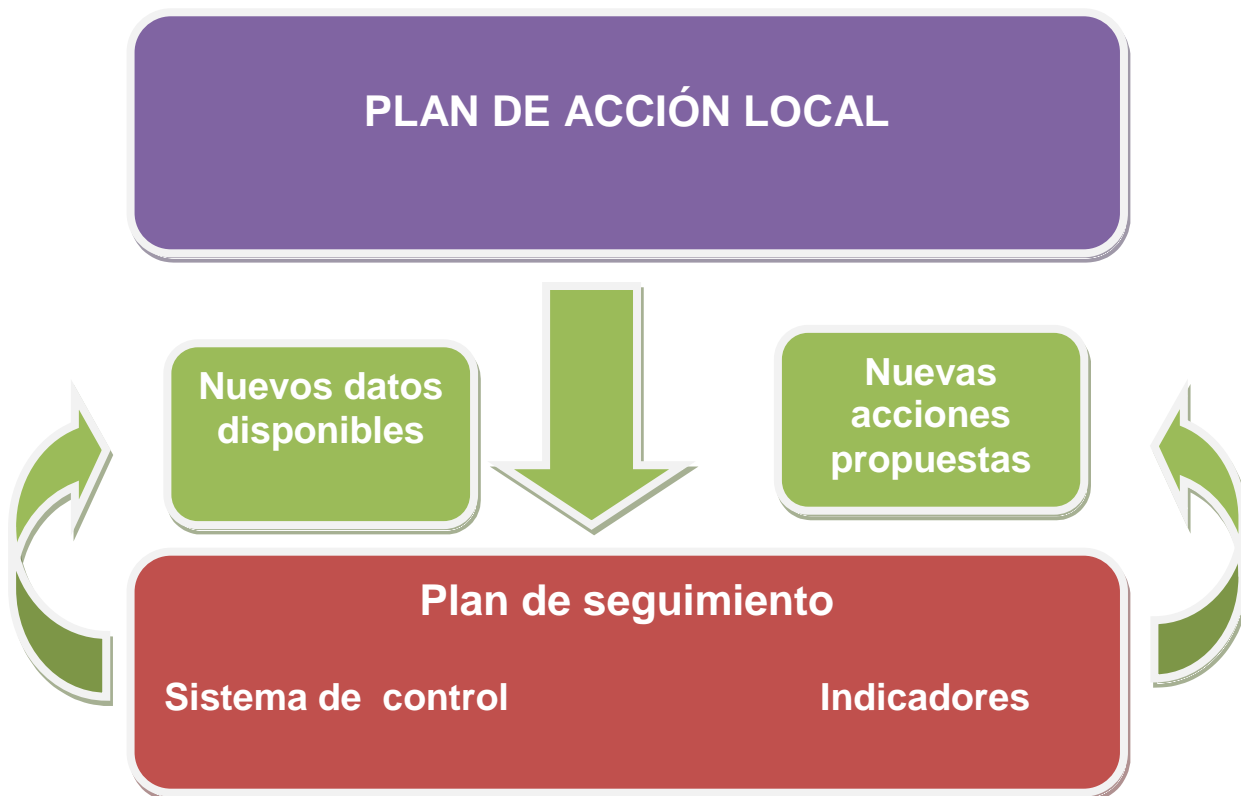 PLAN DE ACCIÓN LOCAL
Nuevos datos
disponibles
Nuevas
acciones
propuestas
Plan de seguimiento
Sistema de control
Indicadores